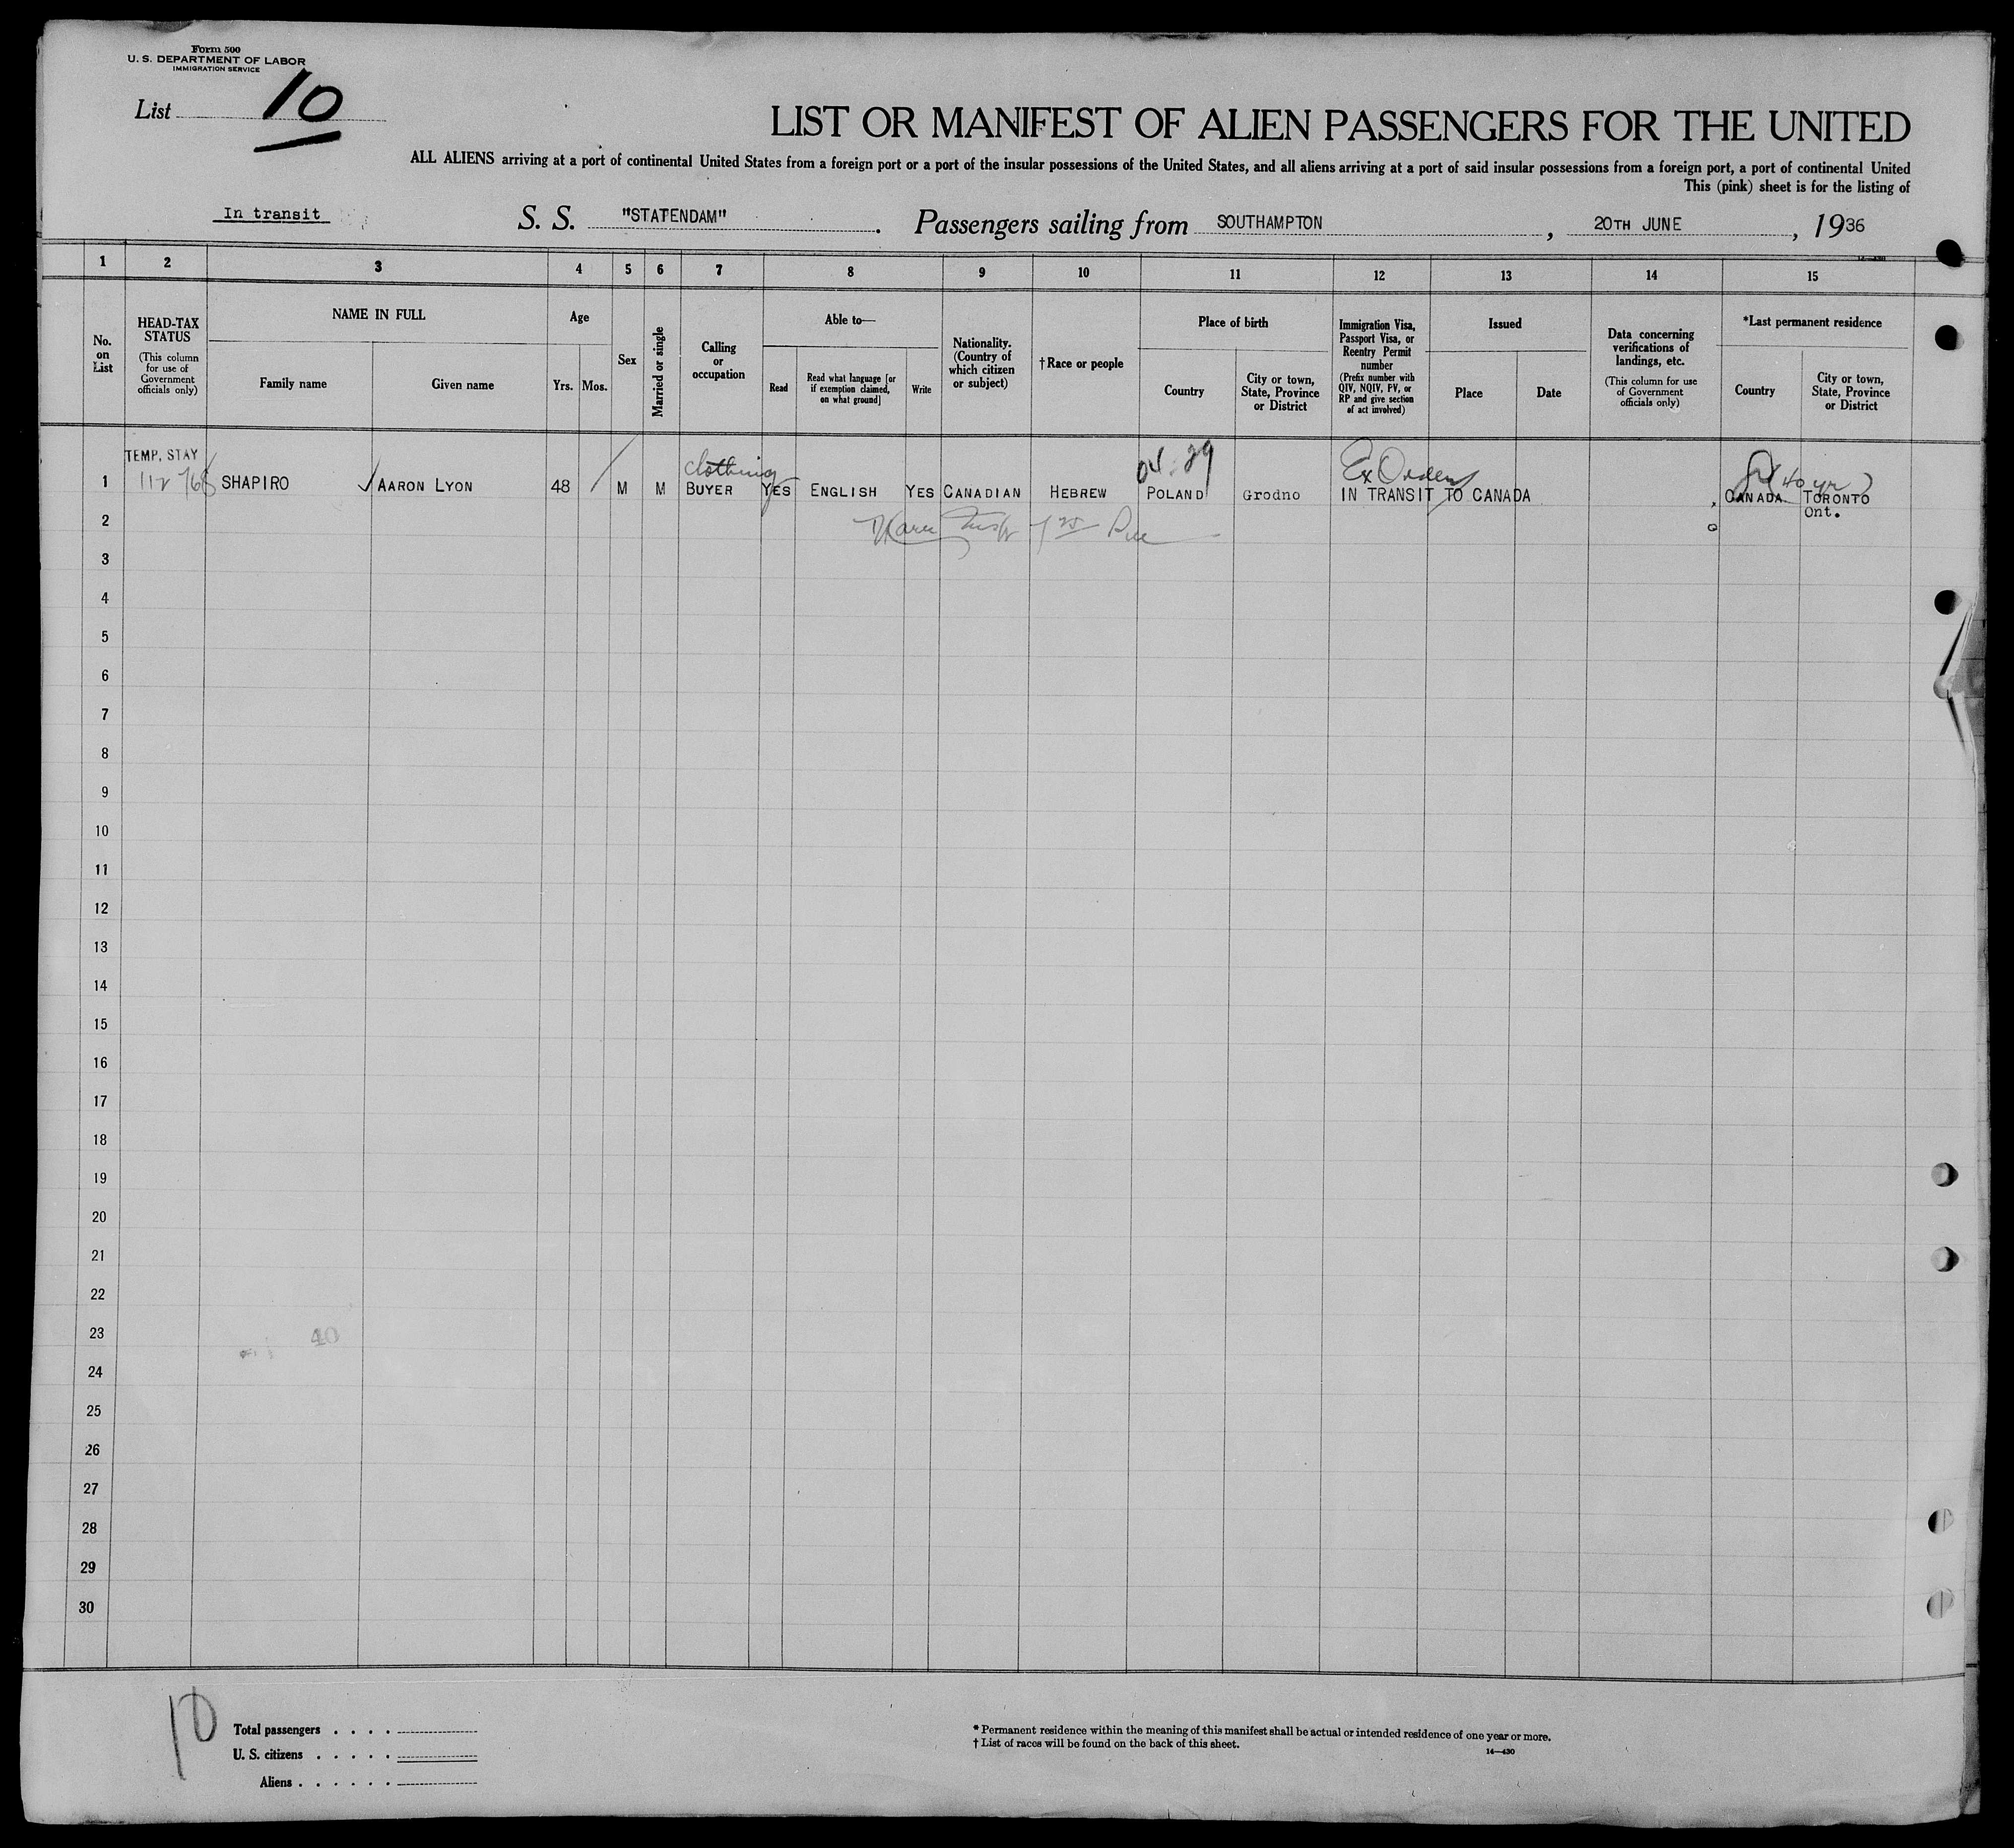 Form 500
U. S. DEPARTMENT OF LABOR
IMMIGRATION SERVICE
List 10
LIST OR MANIFEST OF ALIEN PASSENGERS FOR THE UNITED
ALL ALIENS arriving at a port of continental United States from a foreign port or a port of the insular possessions of the United States, and all aliens arriving at a port of said insular possessions from a foreign port, a port of continental United
This (pink) sheet is for the listing of
In transit S. S. "STATENDAM" . Passengers sailing from SOUTHAMPTON , 20TH JUNE , 1936
1 2 3 4 5 6 7 8 9 10 11 12 13 14 15
No. on List
HEAD-TAX STATUS
(This column for use of Government officials only)
NAME IN FULL
Family name
Given name
Age
Yrs.
Mos.
Sex
Married or single
Calling or occupation
Able to—
Read
Read what language [or if exemption claimed, on what ground]
Write
Nationality. (Country of which citizen or subject)
†Race or people
Place of birth
Country
City or town, State, Province or District
Immigration Visa, Passport Visa, or Reentry Permit number
(Prefix number with QIV, NQIV, PV, or RP and give section of act involved)
Issued
Place
Date
Data concerning verifications of landings, etc.
(This column for use of Government officials only)
*Last permanent residence
Country
City or town, State, Province or District
TEMP. STAY
clothing
Ex Orders
40 yr
1 SHAPIRO AARON LYON 48 M M BUYER YES ENGLISH YES CANADIAN HEBREW POLAND Grodno IN TRANSIT TO CANADA CANADA TORONTO
Ont.
2
3
4
5
6
7
8
9
10
11
12
13
14
15
16
17
18
19
20
21
22
23
40
24
25
26
27
28
29
30
10
Total passengers
U. S. citizens
Aliens
* Permanent residence within the meaning of this manifest shall be actual or intended residence of one year or more.
† List of races will be found on the back of this sheet.
14—430